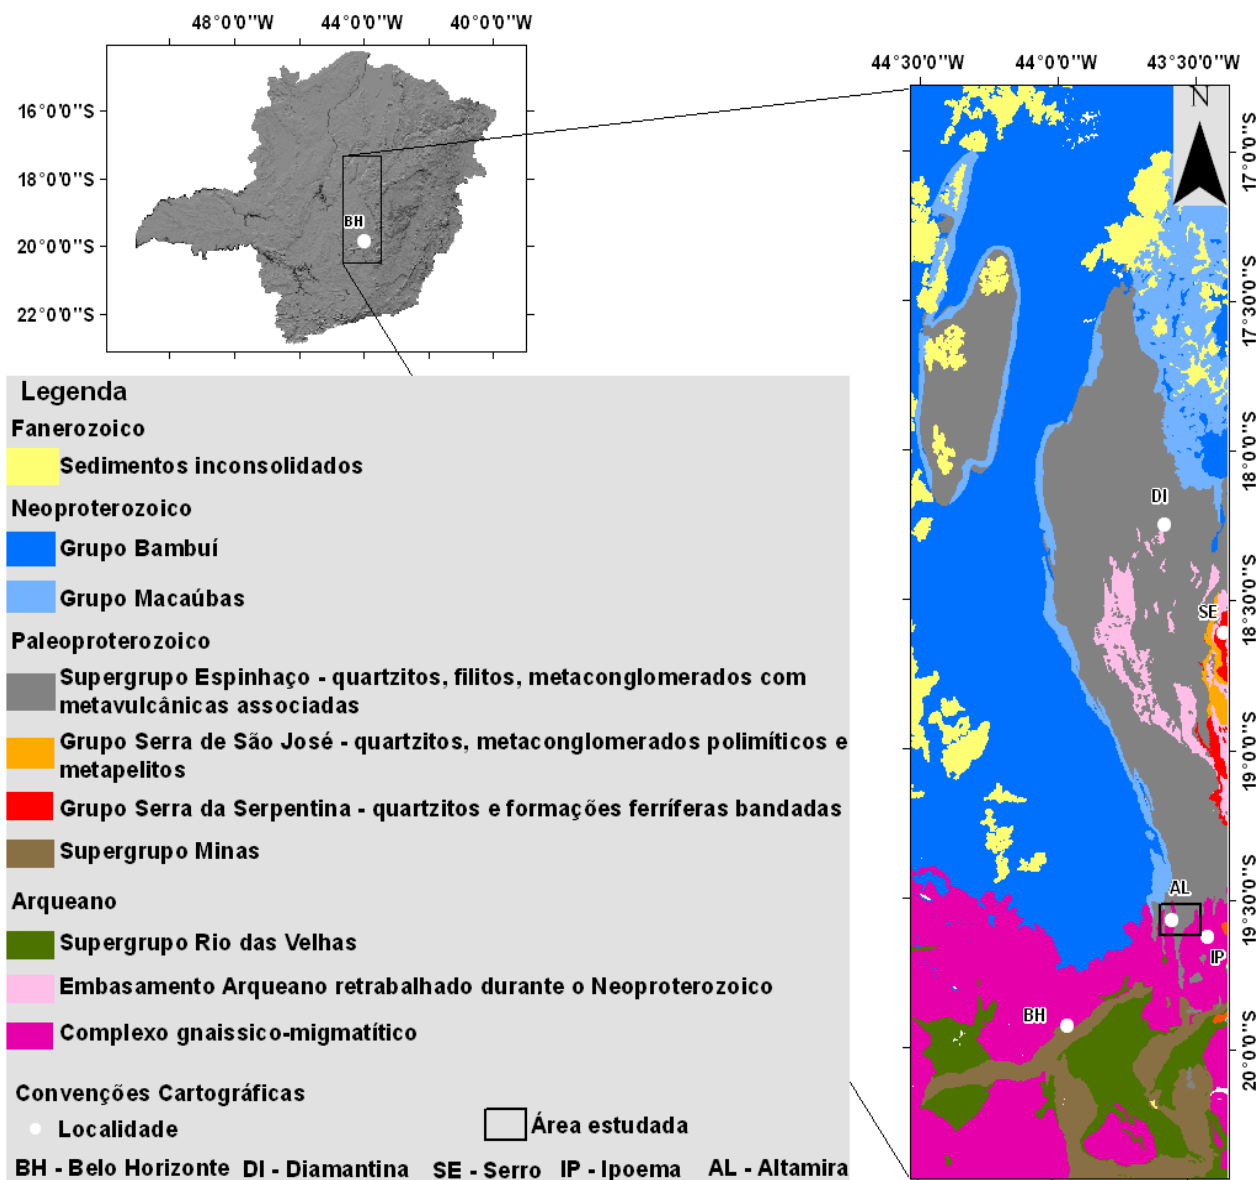 48°0'0"W 44°0'0"W 40°0'0"W
16°0'0"S
18°0'0"S
20°0'0"S
22°0'0"S
BH
44°30'0"W 44°0'0"W 43°30'0"W
N
17°0'0"S
17°30'0"S
18°0'0"S
18°30'0"S
19°0'0"S
19°30'0"S
20°0'0"S
DI
SE
AL
IP
BH
Legenda
Fanerozoico
Sedimentos inconsolidados
Neoproterozoico
Grupo Bambuí
Grupo Macaúbas
Paleoproterozoico
Supergrupo Espinhaço - quartzitos, filitos, metaconglomerados com
metavulcânicas associadas
Grupo Serra de São José - quartzitos, metaconglomerados polimíticos e
metapelitos
Grupo Serra da Serpentina - quartzitos e formações ferríferas bandadas
Supergrupo Minas
Arqueano
Supergrupo Rio das Velhas
Embasamento Arqueano retrabalhado durante o Neoproterozoico
Complexo gnaissico-migmatítico
Convenções Cartográficas
Localidade
Área estudada
BH - Belo Horizonte DI - Diamantina SE - Serro IP - Ipoema AL - Altamira